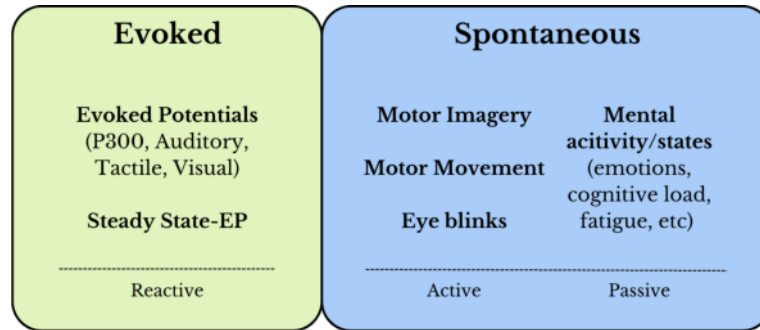 Evoked
Evoked Potentials
(P300, Auditory,
Tactile, Visual)
Steady State-EP
Reactive
Spontaneous
Motor Imagery
Motor Movement
Eye blinks
Active
Mental
acitivity/states
(emotions,
cognitive load,
fatigue, etc)
Passive